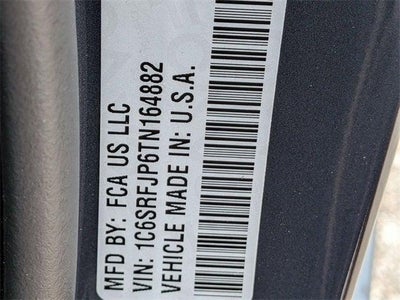 MFD BY: FCA US LLC
VIN: 1C6SRFJP6TN164882
VEHICLE MADE IN: U.S.A.